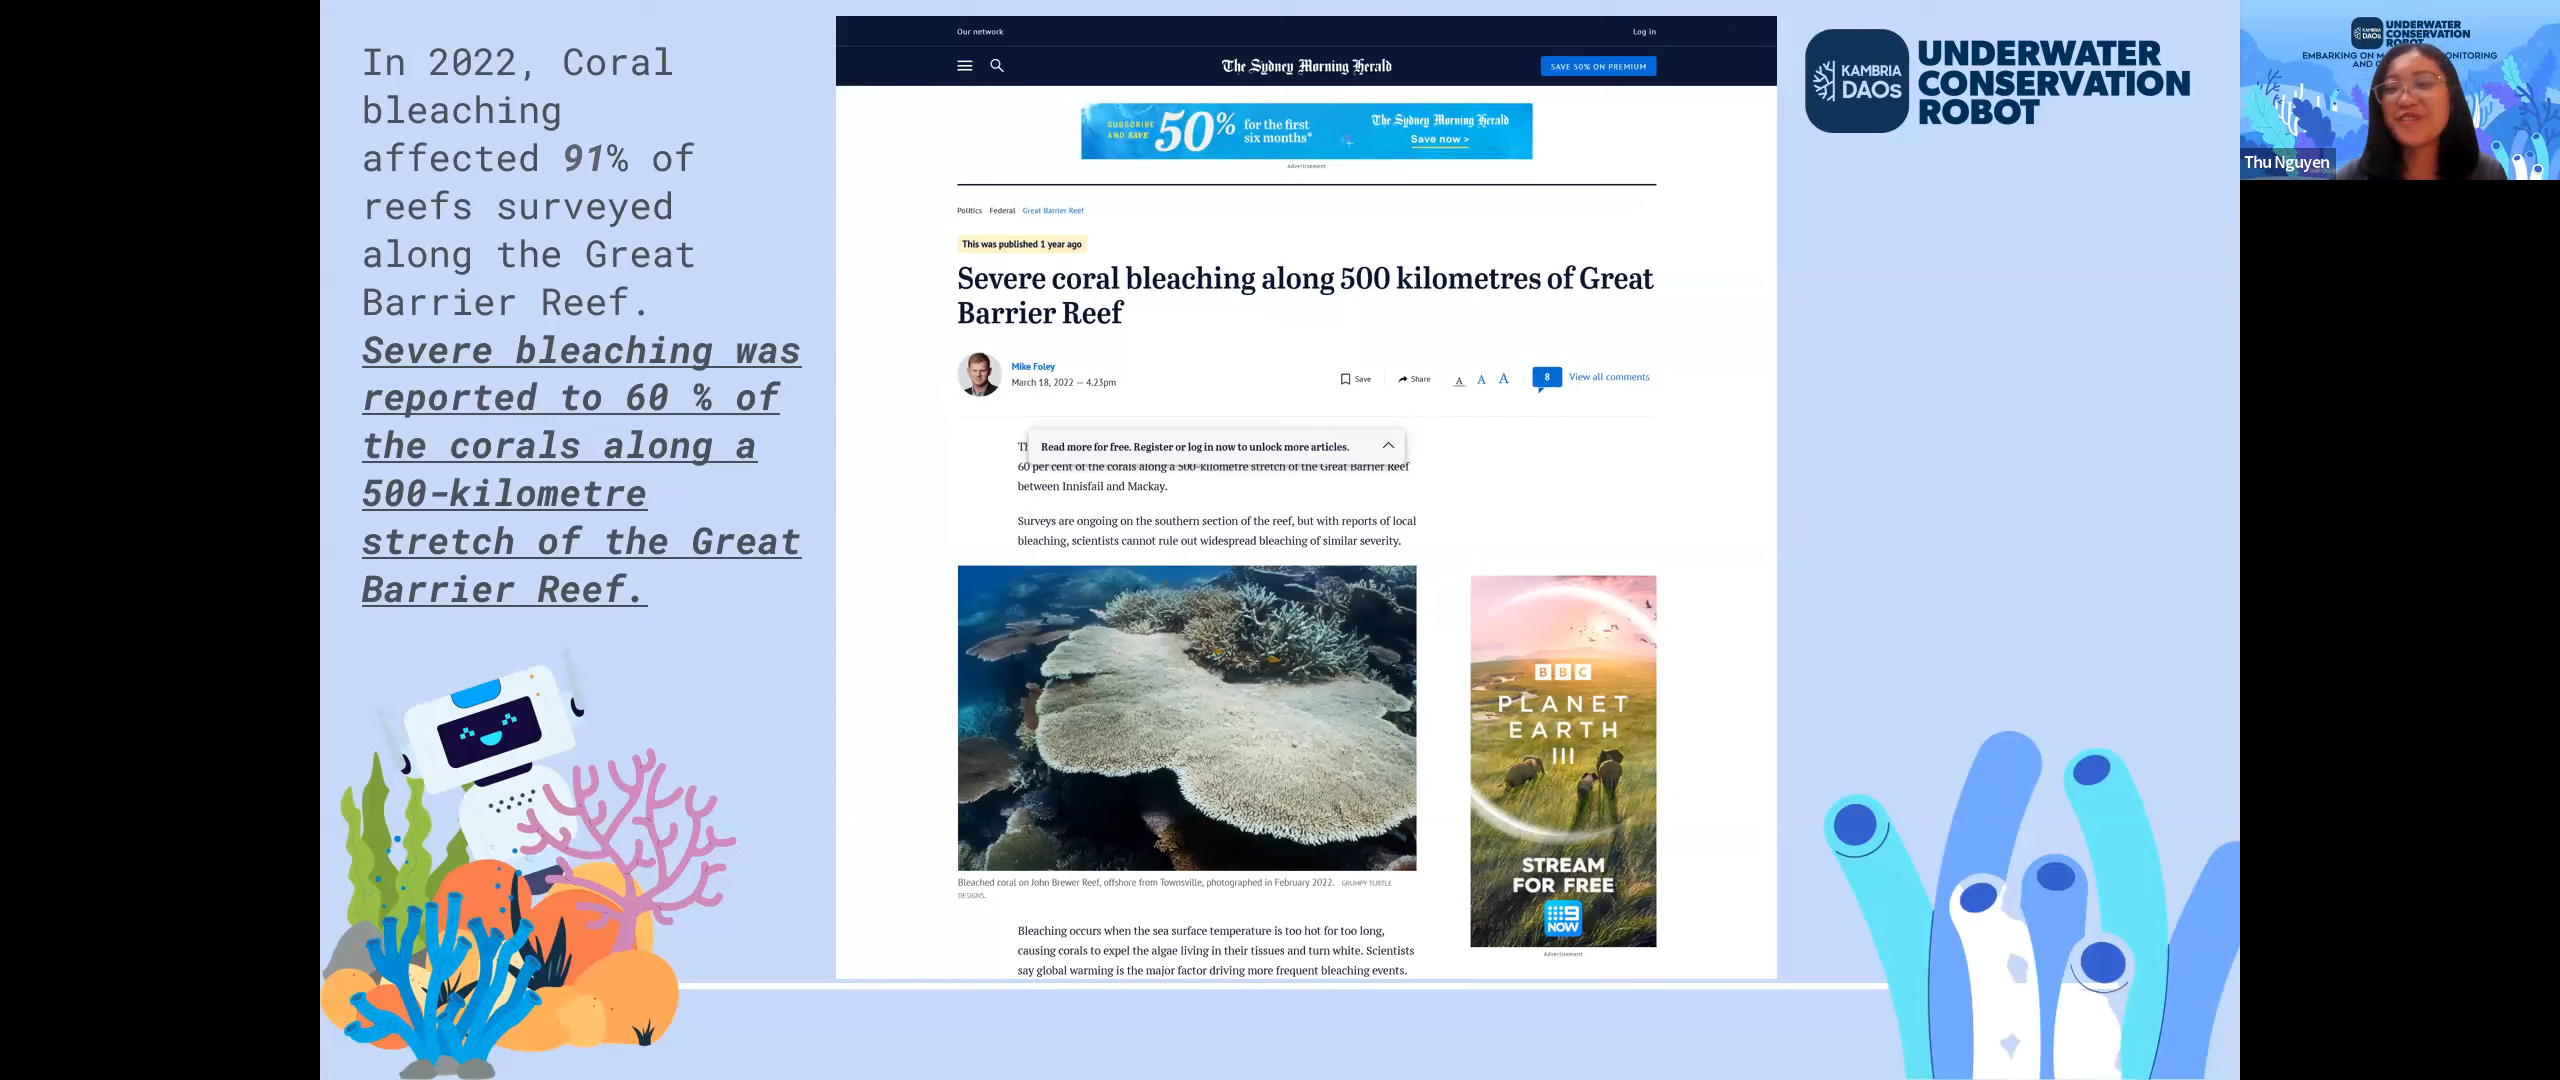 In 2022, Coral
bleaching
affected 91% of
reefs surveyed
along the Great
Barrier Reef.
Severe bleaching was
reported to 60 % of
the corals along a
500-kilometre
stretch of the Great
Barrier Reef.
Our network
Log in
The Sydney Morning Herald
SAVE 50% ON PREMIUM
SUBSCRIBE
AND SAVE
50%
for the first
six months*
The Sydney Morning Herald
Save now >
Advertisement
Politics Federal Great Barrier Reef
This was published 1 year ago
Severe coral bleaching along 500 kilometres of Great
Barrier Reef
Mike Foley
March 18, 2022 — 4.23pm
Save
Share
A A A
8
View all comments
Read more for free. Register or log in now to unlock more articles.
60 per cent of the corals along a 500-kilometre stretch of the Great Barrier Reef
between Innisfail and Mackay.
Surveys are ongoing on the southern section of the reef, but with reports of local
bleaching, scientists cannot rule out widespread bleaching of similar severity.
Bleached coral on John Brewer Reef, offshore from Townsville, photographed in February 2022. GRUMPY TURTLE
DESIGNS.
Bleaching occurs when the sea surface temperature is too hot for too long,
causing corals to expel the algae living in their tissues and turn white. Scientists
say global warming is the major factor driving more frequent bleaching events.
BBC
PLANET
EARTH
III
STREAM
FOR FREE
9
NOW
Advertisement
KAMBRIA
DAOs
UNDERWATER
CONSERVATION
ROBOT
KAMBRIA
DAOs
UNDERWATER
CONSERVATION
EMBARKING ON
Thu Nguyen